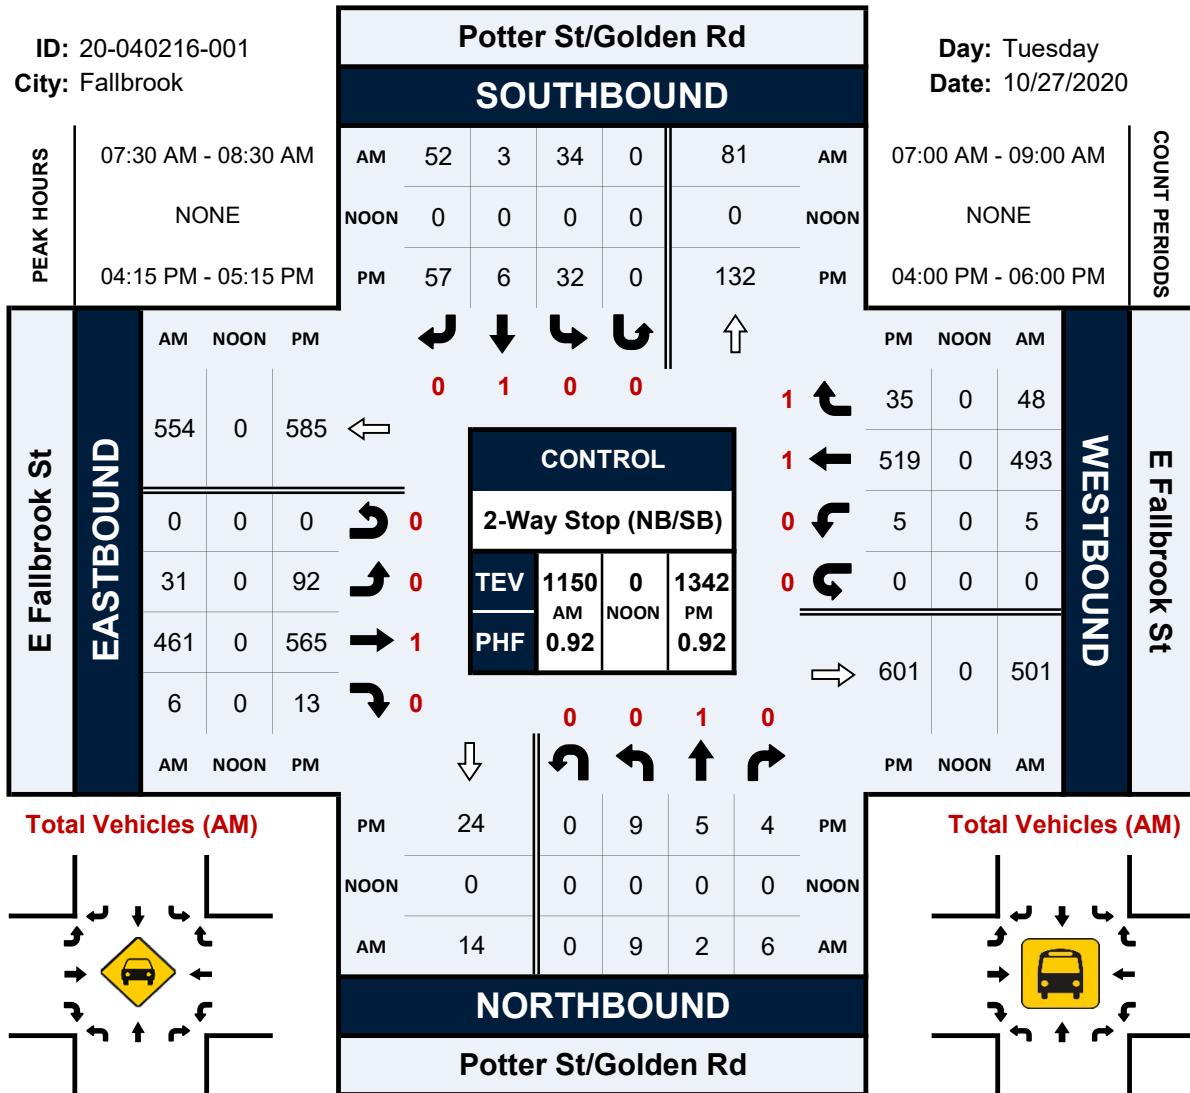 ID: 20-040216-001
City: Fallbrook
Potter St/Golden Rd
Day: Tuesday
Date: 10/27/2020
SOUTHBOUND
PEAK HOURS
07:30 AM - 08:30 AM
NONE
04:15 PM - 05:15 PM
AM 52 3 34 0 81 AM
NOON 0 0 0 0 0 NOON
PM 57 6 32 0 132 PM
07:00 AM - 09:00 AM
NONE
04:00 PM - 06:00 PM
COUNT PERIODS
0 1 0 0
E Fallbrook St
EASTBOUND
AM NOON PM
554 0 585
0 0 0 0
31 0 92 0
461 0 565 1
6 0 13 0
AM NOON PM
CONTROL
2-Way Stop (NB/SB)
TEV 1150 0 1342
AM NOON PM
PHF 0.92 0.92
PM NOON AM
1 35 0 48
1 519 0 493
0 5 0 5
0 0 0 0
601 0 501
PM NOON AM
WESTBOUND
E Fallbrook St
0 0 1 0
PM 24 0 9 5 4 PM
NOON 0 0 0 0 0 NOON
AM 14 0 9 2 6 AM
NORTHBOUND
Potter St/Golden Rd
Total Vehicles (AM)
Total Vehicles (AM)